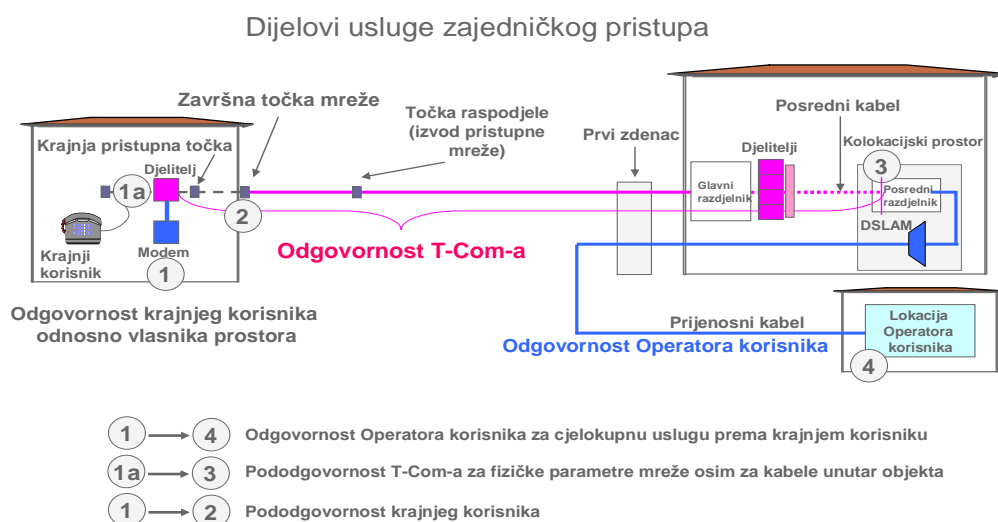 Dijelovi usluge zajedničkog pristupa
Završna točka mreže
Točka raspodjele
(izvod pristupne
mreže)
Prvi zdenac
Posredni kabel
Krajnja pristupna točka
Djelitelj
Djelitelji
Kolokacijski prostor
1a
3
Glavni
razdjelnik
Posredni
razdjelnik
2
DSLAM
Krajnji
korisnik
Modem
1
Odgovornost T-Com-a
Odgovornost krajnjeg korisnika
odnosno vlasnika prostora
Prijenosni kabel
Odgovornost Operatora korisnika
Lokacija
Operatora
korisnika
4
1 4 Odgovornost Operatora korisnika za cjelokupnu uslugu prema krajnjem korisniku
1a 3 Pododgovornost T-Com-a za fizičke parametre mreže osim za kabele unutar objekta
1 2 Pododgovornost krajnjeg korisnika